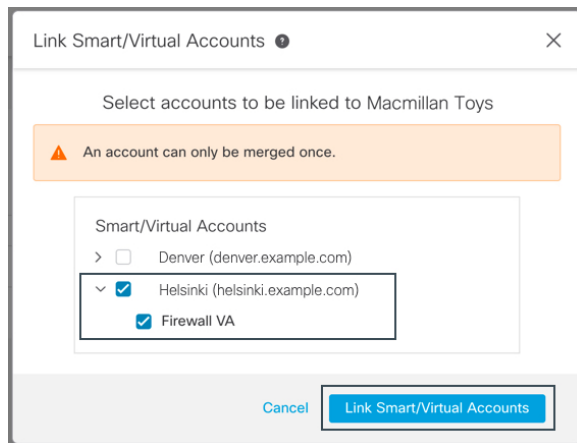 Link Smart/Virtual Accounts
Select accounts to be linked to Macmillan Toys
An account can only be merged once.
Smart/Virtual Accounts
Denver (denver.example.com)
Helsinki (helsinki.example.com)
Firewall VA
Cancel Link Smart/Virtual Accounts